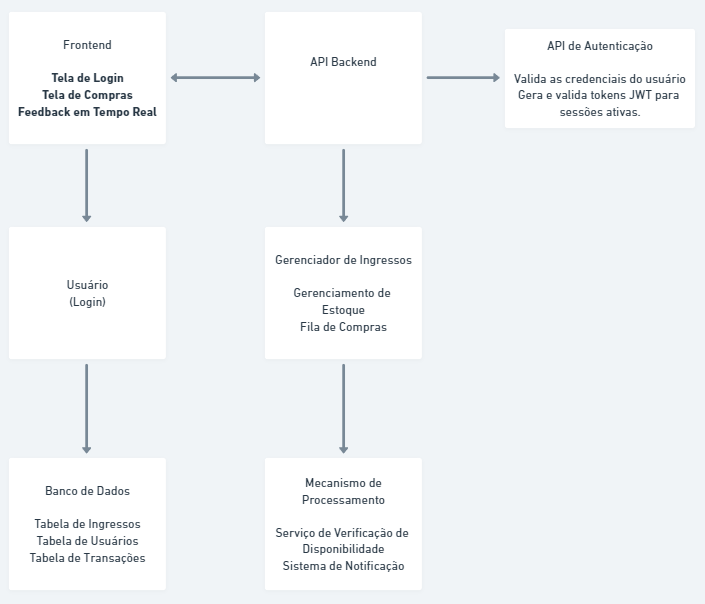 Frontend
Tela de Login
Tela de Compras
Feedback em Tempo Real
API Backend
API de Autenticação
Valida as credenciais do usuário
Gera e valida tokens JWT para
sessões ativas.
Usuário
(Login)
Gerenciador de Ingressos
Gerenciamento de
Estoque
Fila de Compras
Banco de Dados
Tabela de Ingressos
Tabela de Usuários
Tabela de Transações
Mecanismo de
Processamento
Serviço de Verificação de
Disponibilidade
Sistema de Notificação